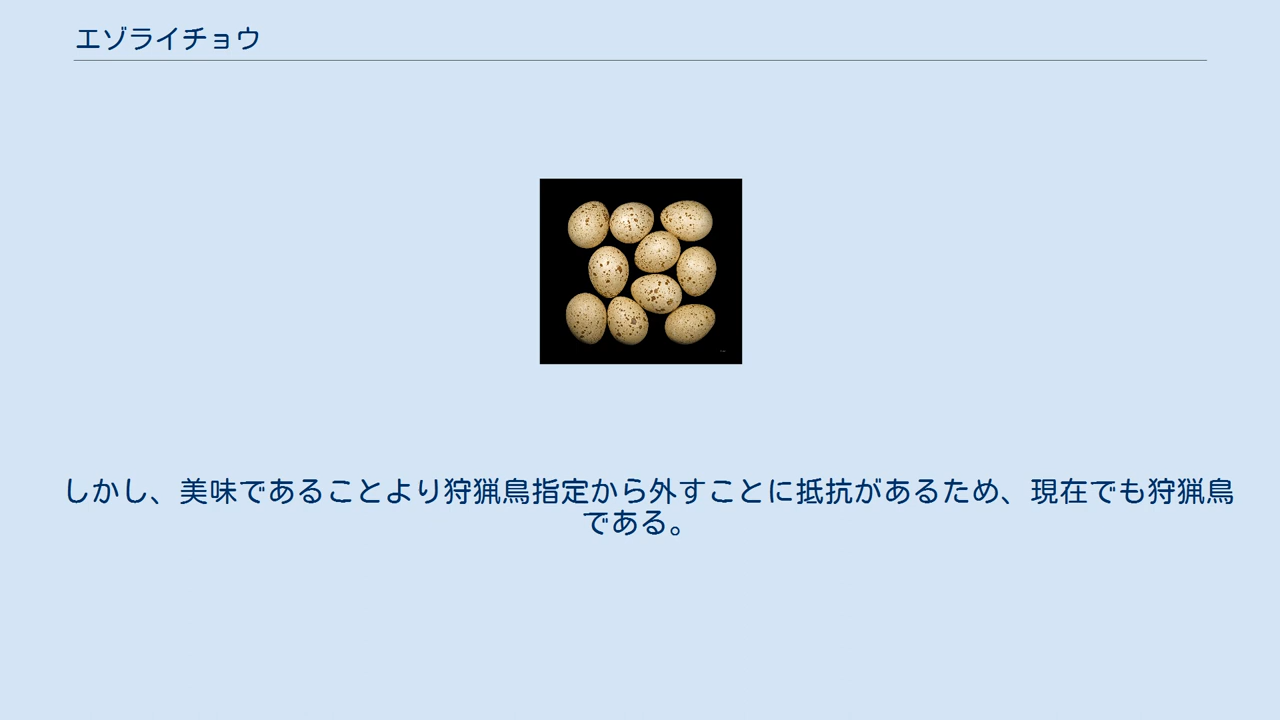 エゾライチョウ
しかし、美味であることより狩猟鳥指定から外すことに抵抗があるため、現在でも狩猟鳥
である。